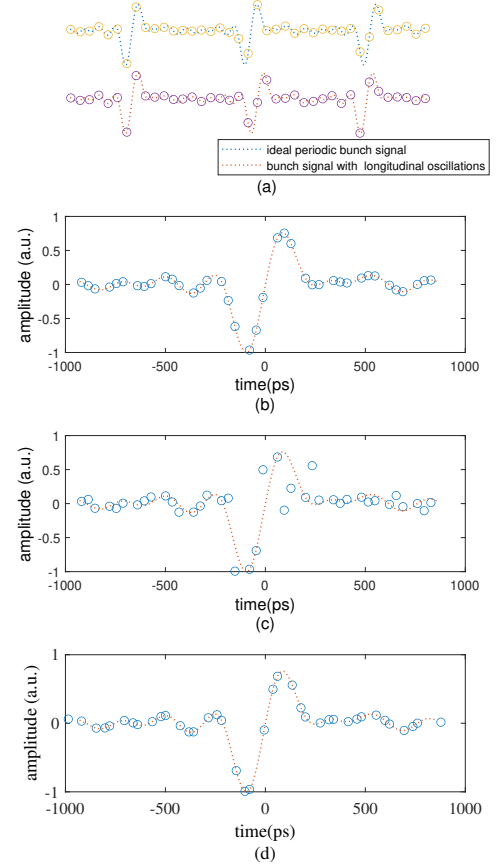 ideal periodic bunch signal
bunch signal with longitudinal oscillations
(a)
1
0.5
0
-0.5
-1
amplitude (a.u.)
-1000 -500 0 500 1000
time(ps)
(b)
1
0.5
0
-0.5
-1
amplitude (a.u.)
-1000 -500 0 500 1000
time(ps)
(c)
1
0
-1
amplitude (a.u.)
-1000 -500 0 500 1000
time(ps)
(d)